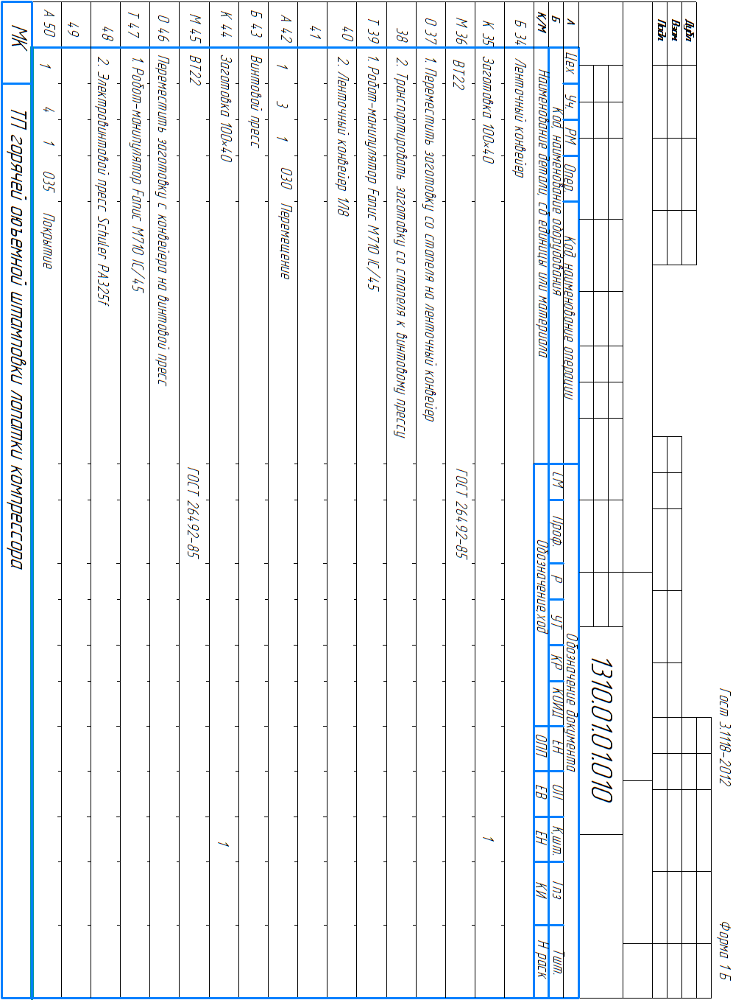 Гост 3.1118-2012 Форма 1 Б
Дубл
Взам
Подл
1310.01.01.010
А Цех Уч. РМ Опер. Код, наименование операции Обозначение документа
Б Код, наименование оборудования СМ Проф. Р УТ КР КОИЦ ЕН ОП К.шт. Тпз Тшт.
К/М Наименование детали, сб единицы или материала Обозначение,код ОПП ЕВ ЕН КИ Н раск
Б 34 Ленточный конвейер
К 35 Заготовка 100×40 1
М 36 ВТ22 ГОСТ 26492-85
О 37 1. Переместить заготовку со стапеля на ленточный конвейер
38 2. Транспортировать заготовку со стапеля к винтовому прессу
Т 39 1. Робот-манипулятор Fanuc M710 IC/45
40 2. Ленточный конвейер 1ЛВ
41
А 42 1 3 1 030 Перемещение
Б 43 Винтовой пресс
К 44 Заготовка 100×40 1
М 45 ВТ22 ГОСТ 26492-85
О 46 Переместить заготовку с конвейера на винтовой пресс
Т 47 1. Робот-манипулятор Fanuc M710 IC/45
48 2. Электровинтовой пресс Schuler PA325f
49
А 50 1 4 1 035 Покрытие
МК ТП горячей объемной штамповки лопатки компрессора